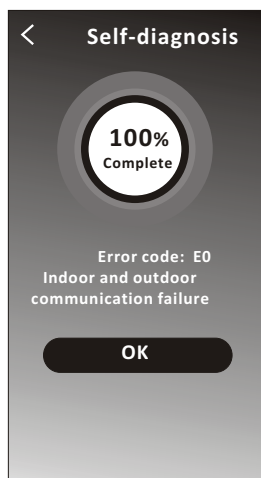 Self-diagnosis
100%
Complete
Error code: E0
Indoor and outdoor
communication failure
OK